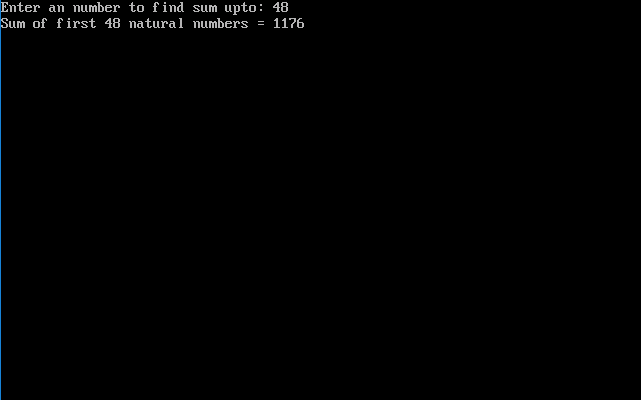 Enter an number to find sum upto: 48
Sum of first 48 natural numbers = 1176